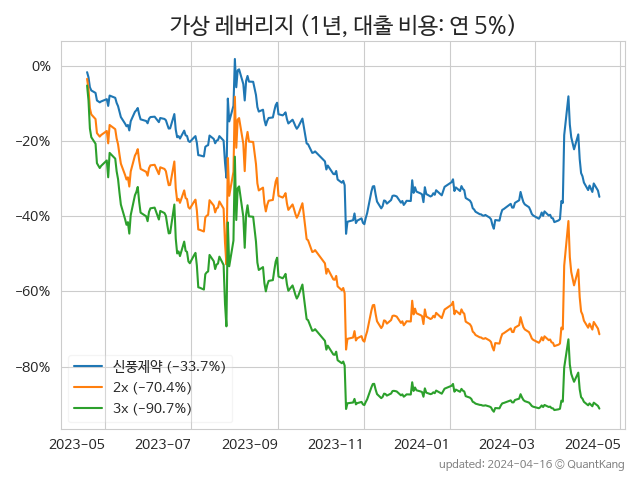 가상 레버리지 (1년, 대출 비용: 연 5%)
0%
−20%
−40%
−60%
−80%
신풍제약 (−33.7%)
2x (−70.4%)
3x (−90.7%)
2023-05 2023-07 2023-09 2023-11 2024-01 2024-03 2024-05
updated: 2024-04-16 © QuantKang